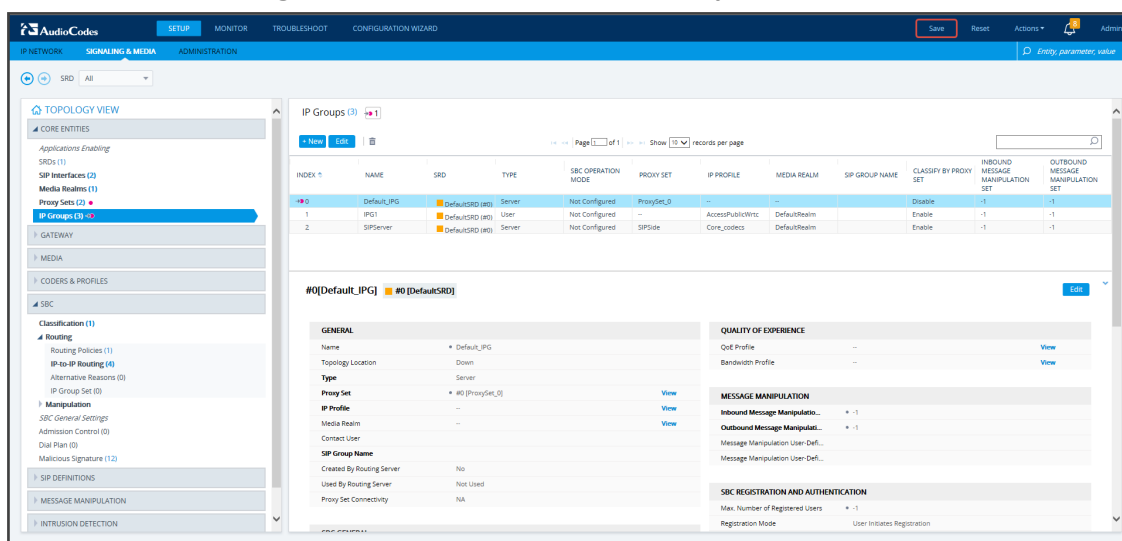 AudioCodes SETUP MONITOR TROUBLESHOOT CONFIGURATION WIZARD Save Reset Actions 8 Admin
IP NETWORK SIGNALING & MEDIA ADMINISTRATION Entity, parameter, value
SRD All
TOPOLOGY VIEW
CORE ENTITIES
Applications Enabling
SRDs (1)
SIP Interfaces (2)
Media Realms (1)
Proxy Sets (2)
IP Groups (3)
GATEWAY
MEDIA
CODERS & PROFILES
SBC
Classification (1)
Routing
Routing Policies (1)
IP-to-IP Routing (4)
Alternative Reasons (0)
IP Group Set (0)
Manipulation
SBC General Settings
Admission Control (0)
Dial Plan (0)
Malicious Signature (12)
SIP DEFINITIONS
MESSAGE MANIPULATION
INTRUSION DETECTION
IP Groups (3) 1
+ New Edit Page 1 of 1 Show 10 records per page
INDEX NAME SRD TYPE SBC OPERATION MODE PROXY SET IP PROFILE MEDIA REALM SIP GROUP NAME CLASSIFY BY PROXY SET INBOUND MESSAGE MANIPULATION SET OUTBOUND MESSAGE MANIPULATION SET
0 Default_IPG DefaultSRD (#0) Server Not Configured ProxySet_0 -- -- Disable -1 -1
1 IPG1 DefaultSRD (#0) User Not Configured -- AccessPublicWrtc DefaultRealm Enable -1 -1
2 SIPServer DefaultSRD (#0) Server Not Configured SIPSide Core_codecs DefaultRealm Enable -1 -1
#0[Default_IPG] #0 [DefaultSRD] Edit
GENERAL
Name Default_IPG
Topology Location Down
Type Server
Proxy Set #0 [ProxySet_0] View
IP Profile -- View
Media Realm -- View
Contact User
SIP Group Name
Created By Routing Server No
Used By Routing Server Not Used
Proxy Set Connectivity NA
SBC GENERAL
QUALITY OF EXPERIENCE
QoE Profile -- View
Bandwidth Profile -- View
MESSAGE MANIPULATION
Inbound Message Manipulatio... -1
Outbound Message Manipulati... -1
Message Manipulation User-Defi...
Message Manipulation User-Defi...
SBC REGISTRATION AND AUTHENTICATION
Max. Number of Registered Users -1
Registration Mode User Initiates Registration